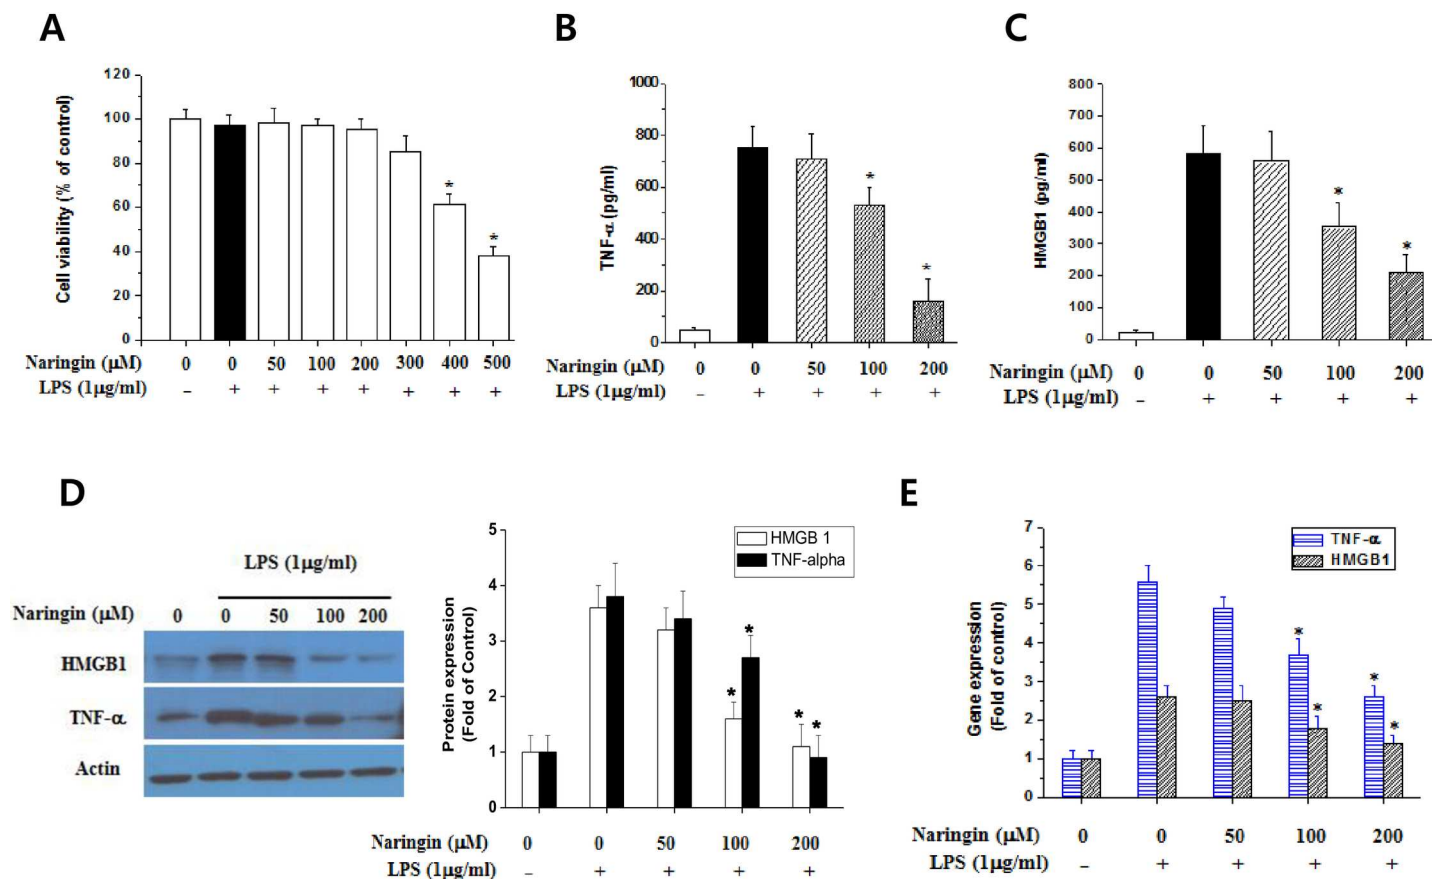 A
120
100
80
60
40
20
0
Cell viability (% of control)
*
*
Naringin (μM) 0 0 50 100 200 300 400 500
LPS (1μg/ml) – + + + + + + +
B
1000
800
600
400
200
0
TNF-α (pg/ml)
*
*
Naringin (μM) 0 0 50 100 200
LPS (1μg/ml) – + + + +
C
800
700
600
500
400
300
200
100
0
HMGB1 (pg/ml)
*
*
Naringin (μM) 0 0 50 100 200
LPS (1μg/ml) – + + + +
D
LPS (1μg/ml)
Naringin (μM) 0 0 50 100 200
HMGB1
TNF-α
Actin
5
4
3
2
1
0
Protein expression
(Fold of Control)
HMGB 1
TNF-alpha
*
*
* *
Naringin (μM) 0 0 50 100 200
LPS (1μg/ml) – + + + +
E
7
6
5
4
3
2
1
0
Gene expression
(Fold of control)
TNF-α
HMGB1
*
*
*
*
Naringin (μM) 0 0 50 100 200
LPS (1μg/ml) – + + + +